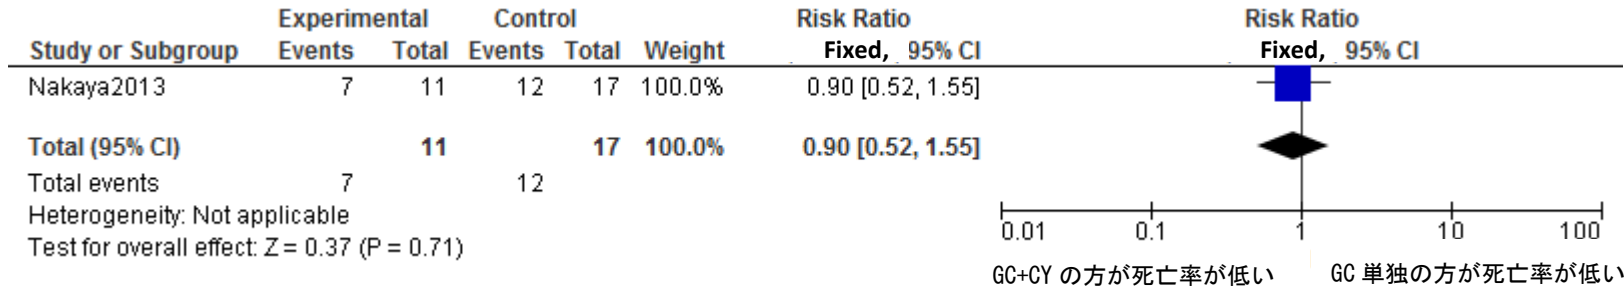 Experimental Control Risk Ratio Risk Ratio
Study or Subgroup Events Total Events Total Weight Fixed, 95% CI Fixed, 95% CI
Nakaya2013 7 11 12 17 100.0% 0.90 [0.52, 1.55]
Total (95% CI) 11 17 100.0% 0.90 [0.52, 1.55]
Total events 7 12
Heterogeneity: Not applicable
Test for overall effect: Z = 0.37 (P = 0.71)
0.01 0.1 1 10 100
GC+CY の方が死亡率が低い GC 単独の方が死亡率が低い